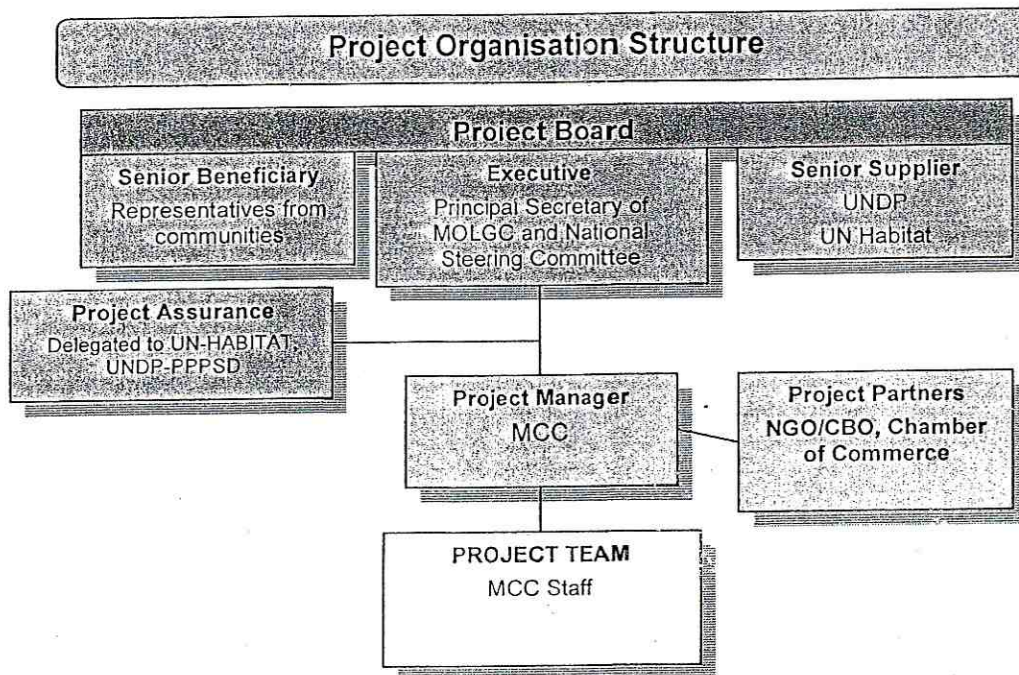 Project Organisation Structure
Project Board
Senior Beneficiary
Representatives from
communities
Executive
Principal Secretary of
MOLGC and National
Steering Committee
Senior Supplier
UNDP
UN Habitat
Project Assurance
Delegated to UN-HABITAT,
UNDP-PPPSD
Project Manager
MCC
Project Partners
NGO/CBO, Chamber
of Commerce
PROJECT TEAM
MCC Staff